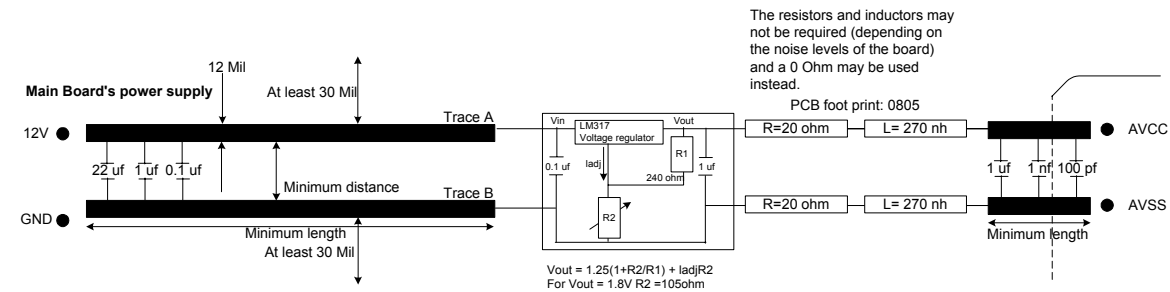 The resistors and inductors may
not be required (depending on
the noise levels of the board)
and a 0 Ohm may be used
instead.
PCB foot print: 0805
12 Mil
At least 30 Mil
Main Board's power supply
Trace A
12V
Vin
LM317
Voltage regulator
Vout
R=20 ohm
L= 270 nh
AVCC
22 uf
1 uf
0.1 uf
0.1 uf
Iadj
R1
1 uf
240 ohm
1 uf
1 nf
100 pf
Minimum distance
Trace B
R2
R=20 ohm
L= 270 nh
AVSS
GND
Minimum length
Minimum length
At least 30 Mil
Vout = 1.25(1+R2/R1) + IadjR2
For Vout = 1.8V R2 =105ohm